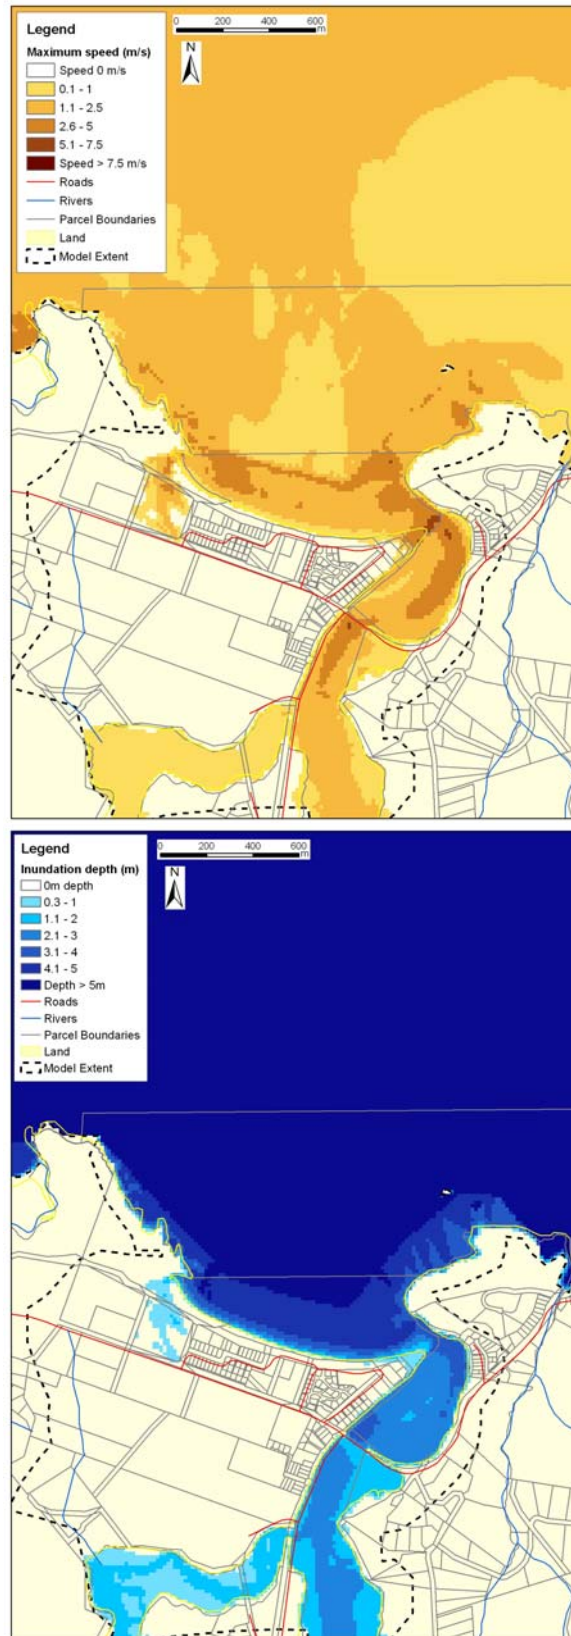 Legend
0 200 400 600
m
Maximum speed (m/s)
N
Speed 0 m/s
0.1 - 1
1.1 - 2.5
2.6 - 5
5.1 - 7.5
Speed > 7.5 m/s
Roads
Rivers
Parcel Boundaries
Land
Model Extent
Legend
0 200 400 600
m
Inundation depth (m)
N
0m depth
0.3 - 1
1.1 - 2
2.1 - 3
3.1 - 4
4.1 - 5
Depth > 5m
Roads
Rivers
Parcel Boundaries
Land
Model Extent